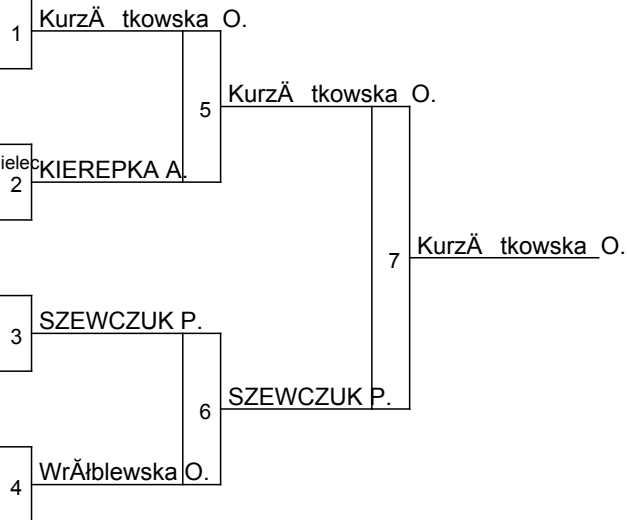 1
KurzÄ tkowska O.
5
KurzÄ tkowska O.
ielec
2
KIEREPKA A.
7
KurzÄ tkowska O.
3
SZEWCZUK P.
6
SZEWCZUK P.
4
WrĂłblewska O.